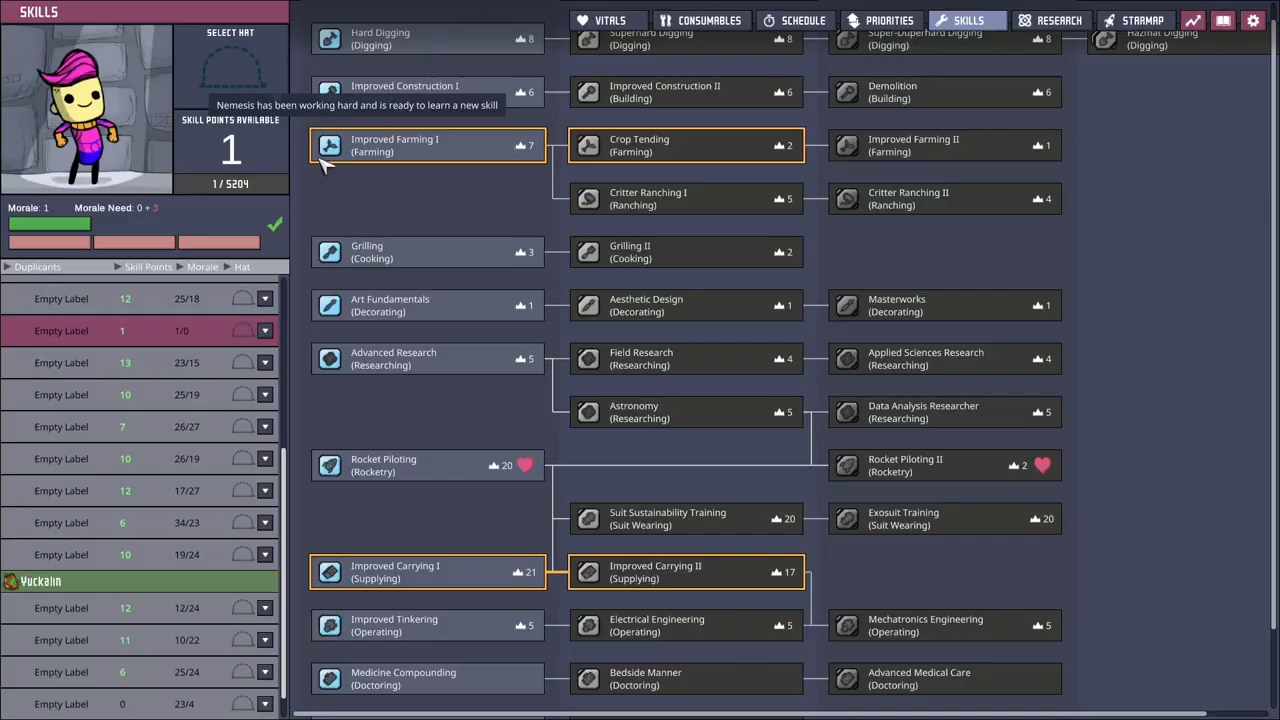 SKILLS
VITALS
CONSUMABLES
SCHEDULE
PRIORITIES
SKILLS
RESEARCH
STARMAP
SELECT HAT
SKILL POINTS AVAILABLE
1
1 / 5204
Morale: 1
Morale Need: 0 + 3
Duplicants
Skill Points
Morale
Hat
Empty Label 12 25/18
Empty Label 1 1/0
Empty Label 13 23/15
Empty Label 10 25/19
Empty Label 7 26/27
Empty Label 10 26/19
Empty Label 12 17/27
Empty Label 6 34/23
Empty Label 10 19/24
Yuckalin
Empty Label 12 12/24
Empty Label 11 10/22
Empty Label 6 25/24
Empty Label 0 23/4
Nemesis has been working hard and is ready to learn a new skill
Hard Digging
(Digging)
8
Superhard Digging
(Digging)
8
Super-Duperhard Digging
(Digging)
8
Hazmat Digging
(Digging)
Improved Construction I
6
Improved Construction II
(Building)
6
Demolition
(Building)
6
Improved Farming I
(Farming)
7
Crop Tending
(Farming)
2
Improved Farming II
(Farming)
1
Critter Ranching I
(Ranching)
5
Critter Ranching II
(Ranching)
4
Grilling
(Cooking)
3
Grilling II
(Cooking)
2
Art Fundamentals
(Decorating)
1
Aesthetic Design
(Decorating)
1
Masterworks
(Decorating)
1
Advanced Research
(Researching)
5
Field Research
(Researching)
4
Applied Sciences Research
(Researching)
4
Astronomy
(Researching)
5
Data Analysis Researcher
(Researching)
5
Rocket Piloting
(Rocketry)
20
Rocket Piloting II
(Rocketry)
2
Suit Sustainability Training
(Suit Wearing)
20
Exosuit Training
(Suit Wearing)
20
Improved Carrying I
(Supplying)
21
Improved Carrying II
(Supplying)
17
Improved Tinkering
(Operating)
5
Electrical Engineering
(Operating)
5
Mechatronics Engineering
(Operating)
5
Medicine Compounding
(Doctoring)
Bedside Manner
(Doctoring)
Advanced Medical Care
(Doctoring)